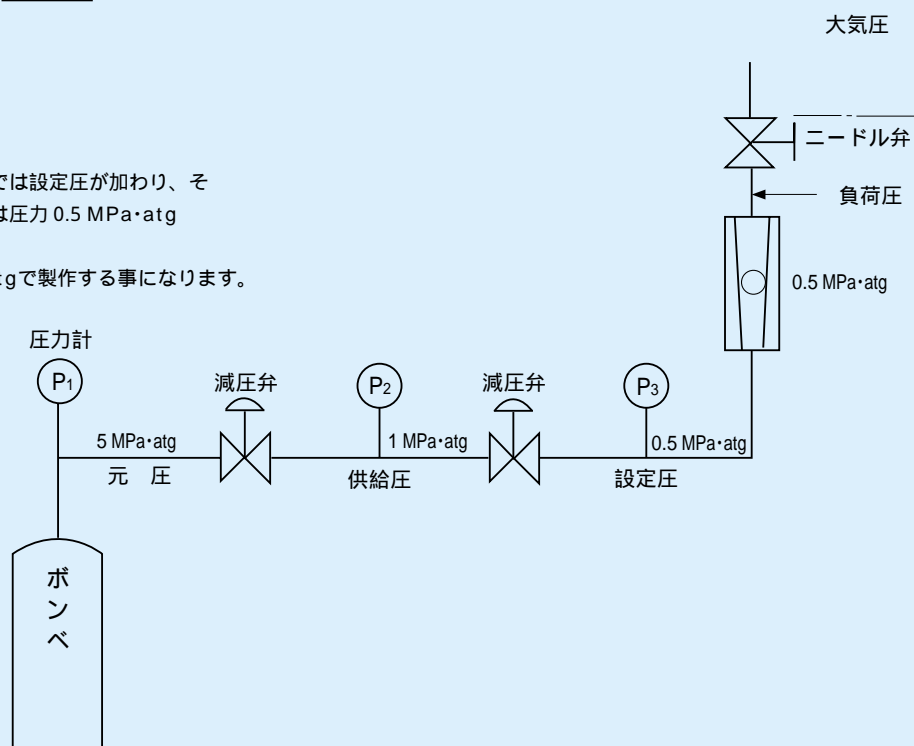 大気圧
ニードル弁
では設定圧が加わり、そ
は圧力 0.5 MPa・atg
負荷圧
gで製作する事になります。
0.5 MPa・atg
圧力計
P1
減圧弁
P2
減圧弁
P3
5 MPa・atg
1 MPa・atg
0.5 MPa・atg
元 圧
供給圧
設定圧
ボンベ